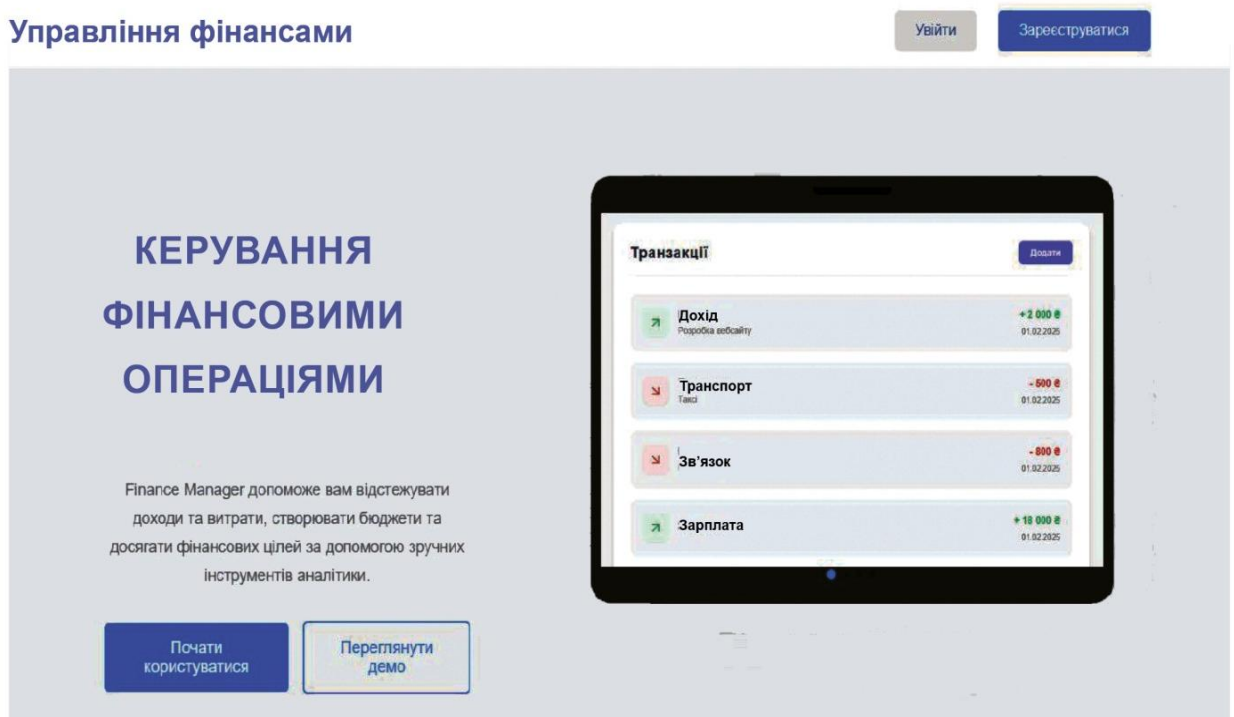 Управління фінансами
Увійти
Зареєструватися
КЕРУВАННЯ
ФІНАНСОВИМИ
ОПЕРАЦІЯМИ
Finance Manager допоможе вам відстежувати
доходи та витрати, створювати бюджети та
досягати фінансових цілей за допомогою зручних
інструментів аналітики.
Почати
користуватися
Переглянути
демо
Транзакції
Додати
Дохід
+2 000 ₴
Розробка вебсайту
01.02.2025
Транспорт
- 500 ₴
Таксі
01.02.2025
Зв’язок
- 800 ₴
01.02.2025
Зарплата
+ 18 000 ₴
01.02.2025